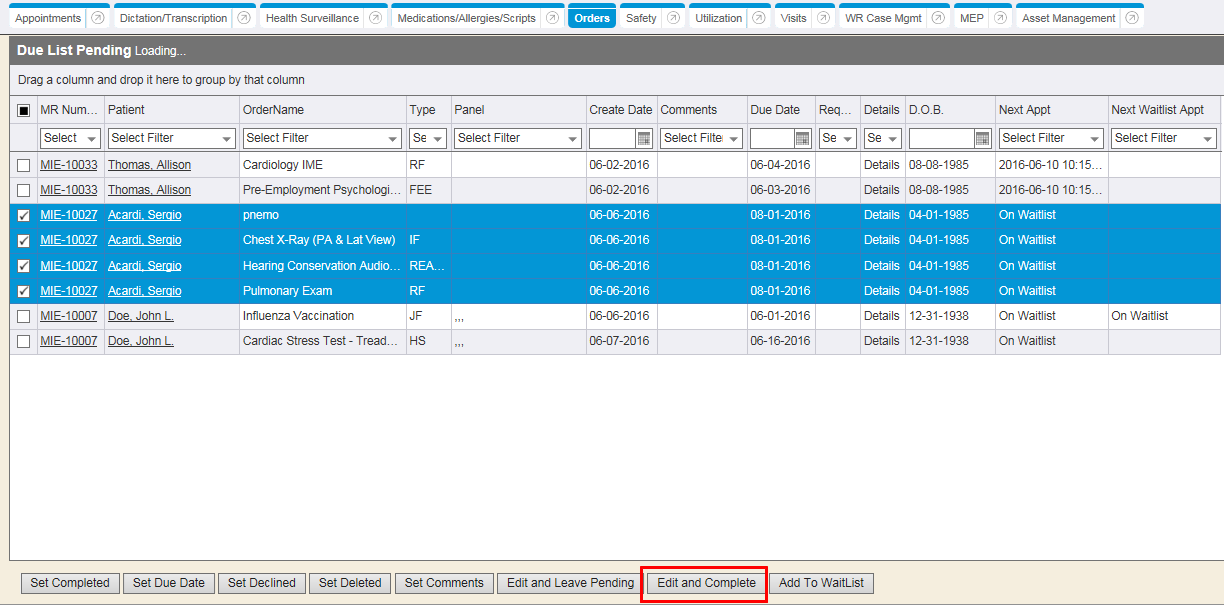 Appointments Dictation/Transcription Health Surveillance Medications/Allergies/Scripts Orders Safety Utilization Visits WR Case Mgmt MEP Asset Management
Due List Pending Loading...
Drag a column and drop it here to group by that column
MR Num... Patient OrderName Type Panel Create Date Comments Due Date Req... Details D.O.B. Next Appt Next Waitlist Appt
Select Select Filter Select Filter Se Select Filter Select Filter Se Se Select Filter Select Filter
MIE-10033 Thomas, Allison Cardiology IME RF 06-02-2016 06-04-2016 Details 08-08-1985 2016-06-10 10:15...
MIE-10033 Thomas, Allison Pre-Employment Psychologi... FEE 06-02-2016 06-03-2016 Details 08-08-1985 2016-06-10 10:15...
MIE-10027 Acardi, Sergio pnemo 06-06-2016 08-01-2016 Details 04-01-1985 On Waitlist
MIE-10027 Acardi, Sergio Chest X-Ray (PA & Lat View) IF 06-06-2016 08-01-2016 Details 04-01-1985 On Waitlist
MIE-10027 Acardi, Sergio Hearing Conservation Audio... REA... 06-06-2016 08-01-2016 Details 04-01-1985 On Waitlist
MIE-10027 Acardi, Sergio Pulmonary Exam RF 06-06-2016 08-01-2016 Details 04-01-1985 On Waitlist
MIE-10007 Doe, John L. Influenza Vaccination JF ,,, 06-06-2016 06-01-2016 Details 12-31-1938 On Waitlist On Waitlist
MIE-10007 Doe, John L. Cardiac Stress Test - Tread... HS ,,, 06-07-2016 06-16-2016 Details 12-31-1938 On Waitlist
Set Completed Set Due Date Set Declined Set Deleted Set Comments Edit and Leave Pending Edit and Complete Add To WaitList